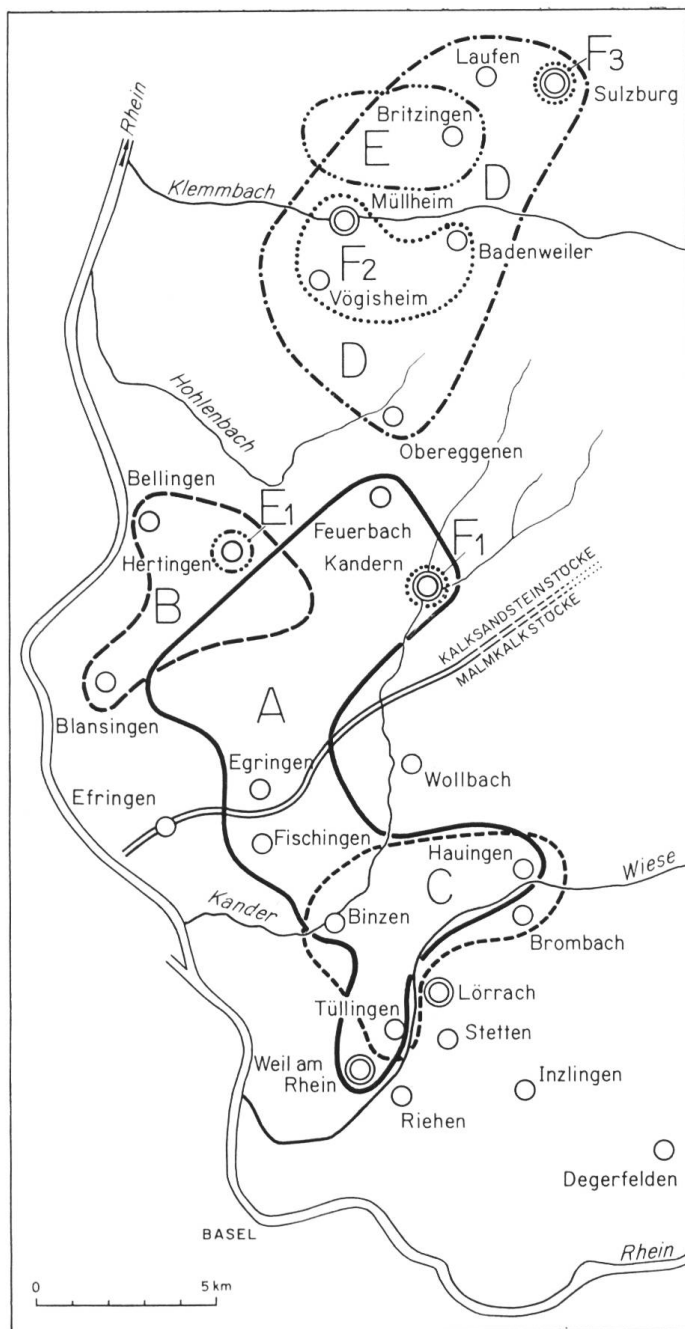 Laufen
F3
Sulzburg
Rhein
Britzingen
E
D
Klemmbach
Müllheim
Badenweiler
F2
Vögisheim
D
Hohlenbach
Obereggenen
Bellingen
E1
Feuerbach
Hertingen
Kandern
F1
B
KALKSANDSTEINSTÖCKE
MALMKALKSTÖCKE
Blansingen
A
Egringen
Wollbach
Efringen
Fischingen
Hauingen
C
Wiese
Kander
Binzen
Brombach
Lörrach
Tüllingen
Stetten
Weil am
Rhein
Inzlingen
Riehen
Degerfelden
BASEL
Rhein
0
5 km